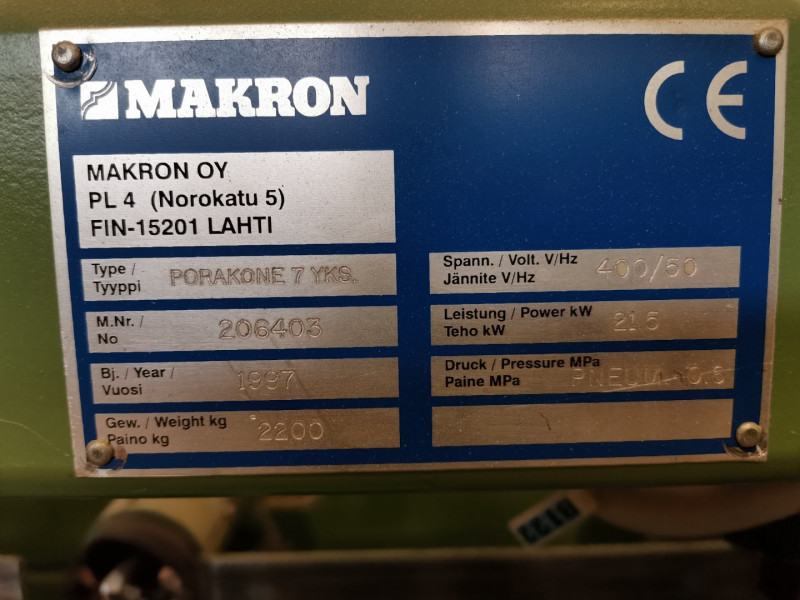 MAKRON
CE
MAKRON OY
PL 4 (Norokatu 5)
FIN-15201 LAHTI
Type / Tyyppi PORAKONE 7 YKS.
M.Nr. / No 206403
Bj. / Year / Vuosi 1997
Gew. / Weight kg
Paino kg 2200
Spann. / Volt. V/Hz
Jännite V/Hz 400/50
Leistung / Power kW
Teho kW 21.5
Druck / Pressure MPa
Paine MPa PNEUM 0.6
8122